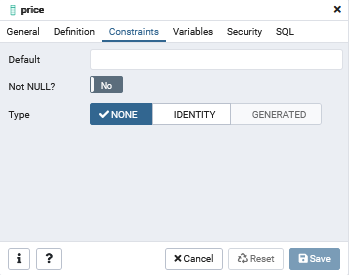 price
General Definition Constraints Variables Security SQL
Default
Not NULL? No
Type NONE IDENTITY GENERATED
Cancel Reset Save